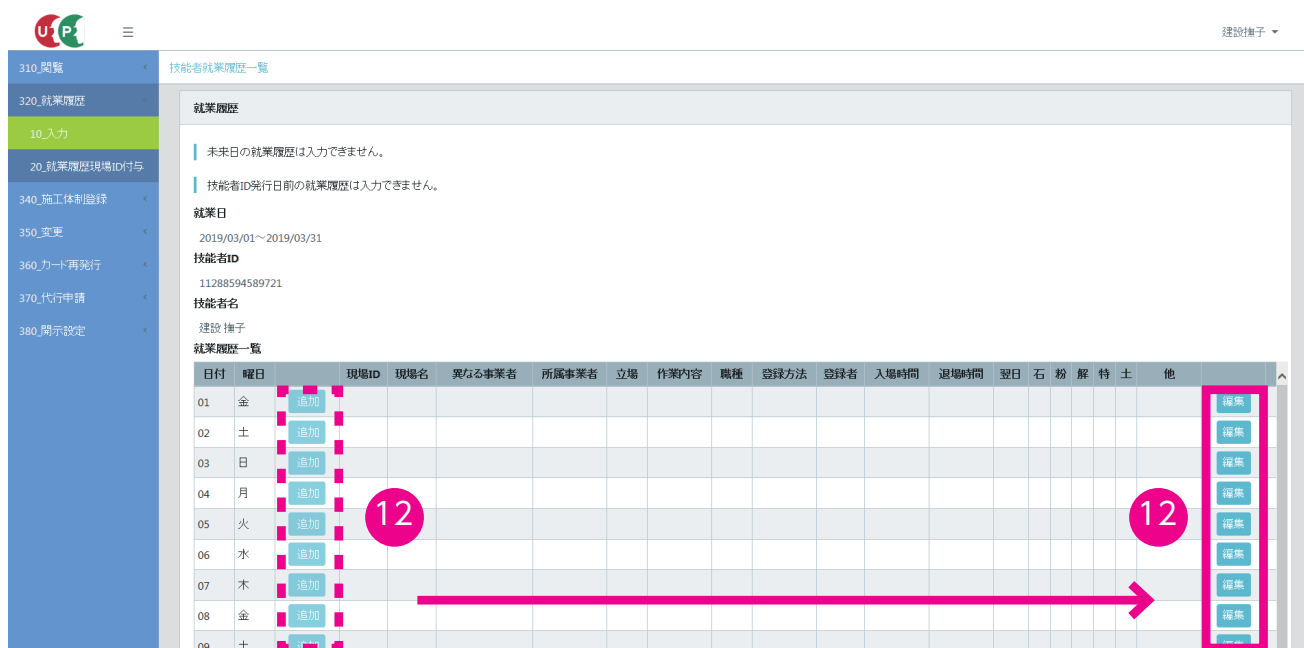 UP
☰
建設撫子
310_閲覧
320_就業履歴
10_入力
20_就業履歴現場ID付与
340_施工体制登録
350_変更
360_カード再発行
370_代行申請
380_開示設定
技能者就業履歴一覧
就業履歴
未来日の就業履歴は入力できません。
技能者ID発行日前の就業履歴は入力できません。
就業日
2019/03/01～2019/03/31
技能者ID
11288594589721
技能者名
建設 撫子
就業履歴一覧
日付 曜日 現場ID 現場名 異なる事業者 所属事業者 立場 作業内容 職種 登録方法 登録者 入場時間 退場時間 翌日 石 粉 解 特 土 他
01 金 追加 編集
02 土 追加 編集
03 日 追加 編集
04 月 追加 編集
12 12
05 火 追加 編集
06 水 追加 編集
07 木 追加 編集
08 金 追加 編集
09 土 追加 編集